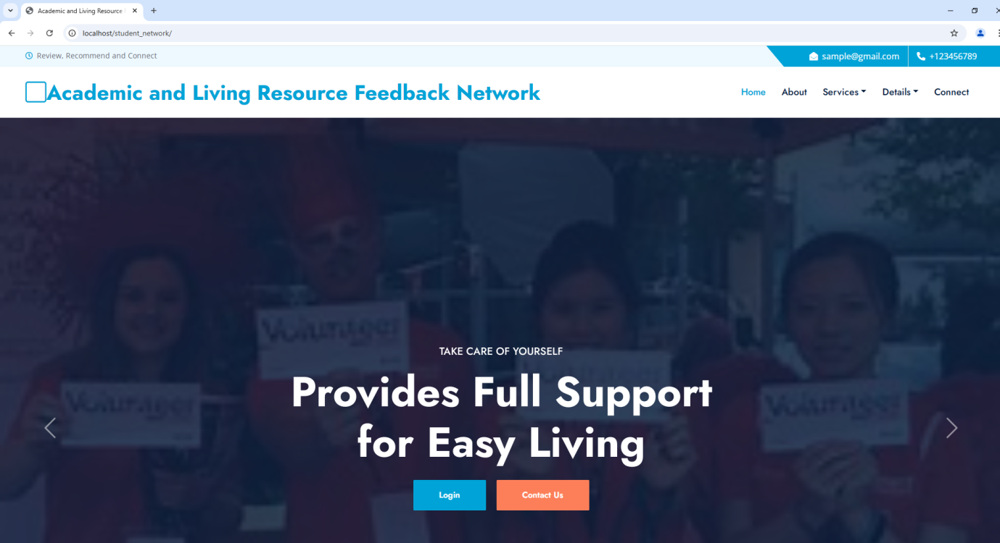 Academic and Living Resource
localhost/student_network/
Review, Recommend and Connect
sample@gmail.com
+123456789
Academic and Living Resource Feedback Network
Home About Services Details Connect
Volunteer
TAKE CARE OF YOURSELF
Provides Full Support
for Easy Living
Volunteer
Volunteer
Login Contact Us